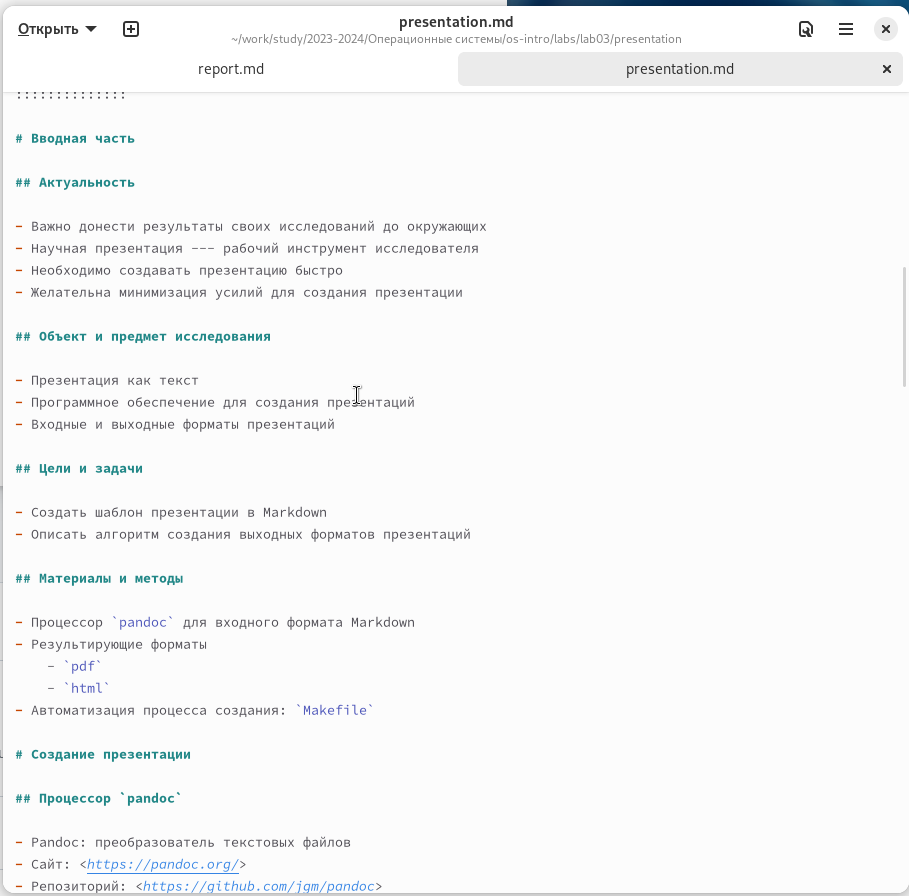 Открыть
presentation.md
~/work/study/2023-2024/Операционные системы/os-intro/labs/lab03/presentation
report.md
presentation.md
::::::::::::::
# Вводная часть
## Актуальность
- Важно донести результаты своих исследований до окружающих
- Научная презентация --- рабочий инструмент исследователя
- Необходимо создавать презентацию быстро
- Желательна минимизация усилий для создания презентации
## Объект и предмет исследования
- Презентация как текст
- Программное обеспечение для создания презентаций
- Входные и выходные форматы презентаций
## Цели и задачи
- Создать шаблон презентации в Markdown
- Описать алгоритм создания выходных форматов презентаций
## Материалы и методы
- Процессор `pandoc` для входного формата Markdown
- Результирующие форматы
- `pdf`
- `html`
- Автоматизация процесса создания: `Makefile`
# Создание презентации
## Процессор `pandoc`
- Pandoc: преобразователь текстовых файлов
- Сайт: <https://pandoc.org/>
- Репозиторий: <https://github.com/jgm/pandoc>